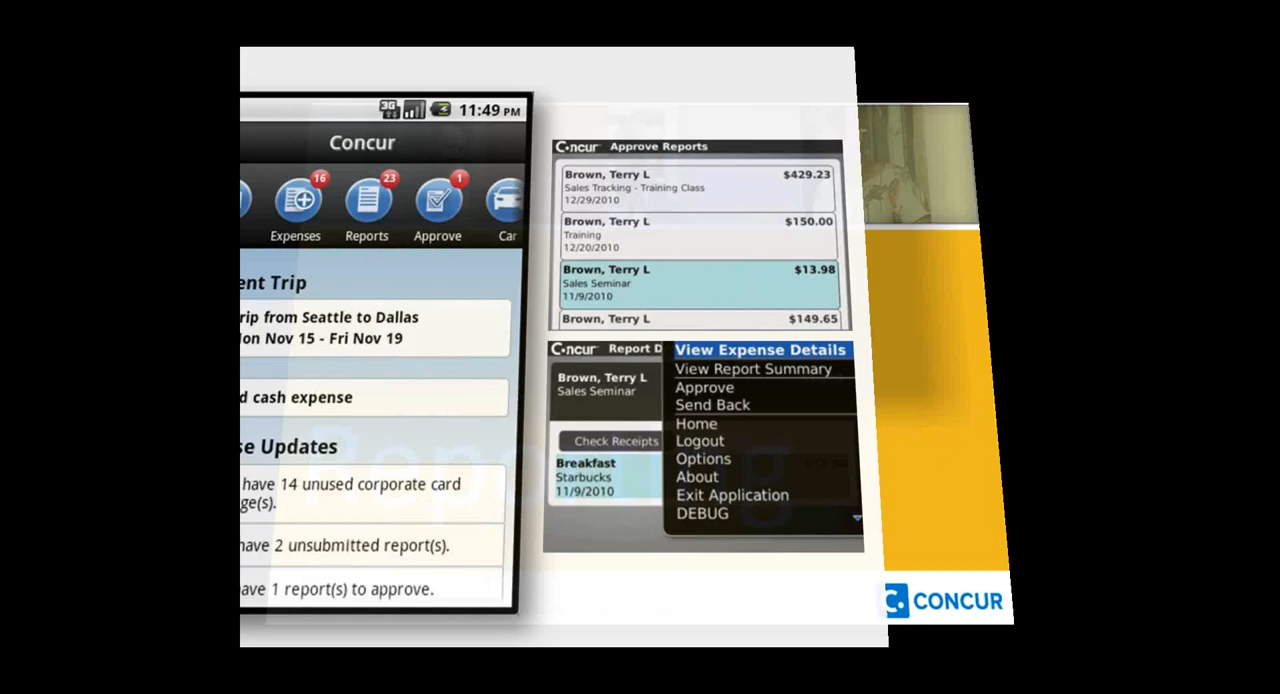 3G 11:49 PM
Concur
16 23 1
Expenses Reports Approve Car
ent Trip
rip from Seattle to Dallas
on Nov 15 - Fri Nov 19
d cash expense
se Updates
have 14 unused corporate card
ge(s).
have 2 unsubmitted report(s).
ave 1 report(s) to approve.
C•ncur Approve Reports
Brown, Terry L $429.23
Sales Tracking - Training Class
12/29/2010
Brown, Terry L $150.00
Training
12/20/2010
Brown, Terry L $13.98
Sales Seminar
11/9/2010
Brown, Terry L $149.65
C•ncur Report D
Brown, Terry L
Sales Seminar
Check Receipts
Breakfast
Starbucks
11/9/2010
View Expense Details
View Report Summary
Approve
Send Back
Home
Logout
Options
About
Exit Application
DEBUG
Reporting
C. CONCUR